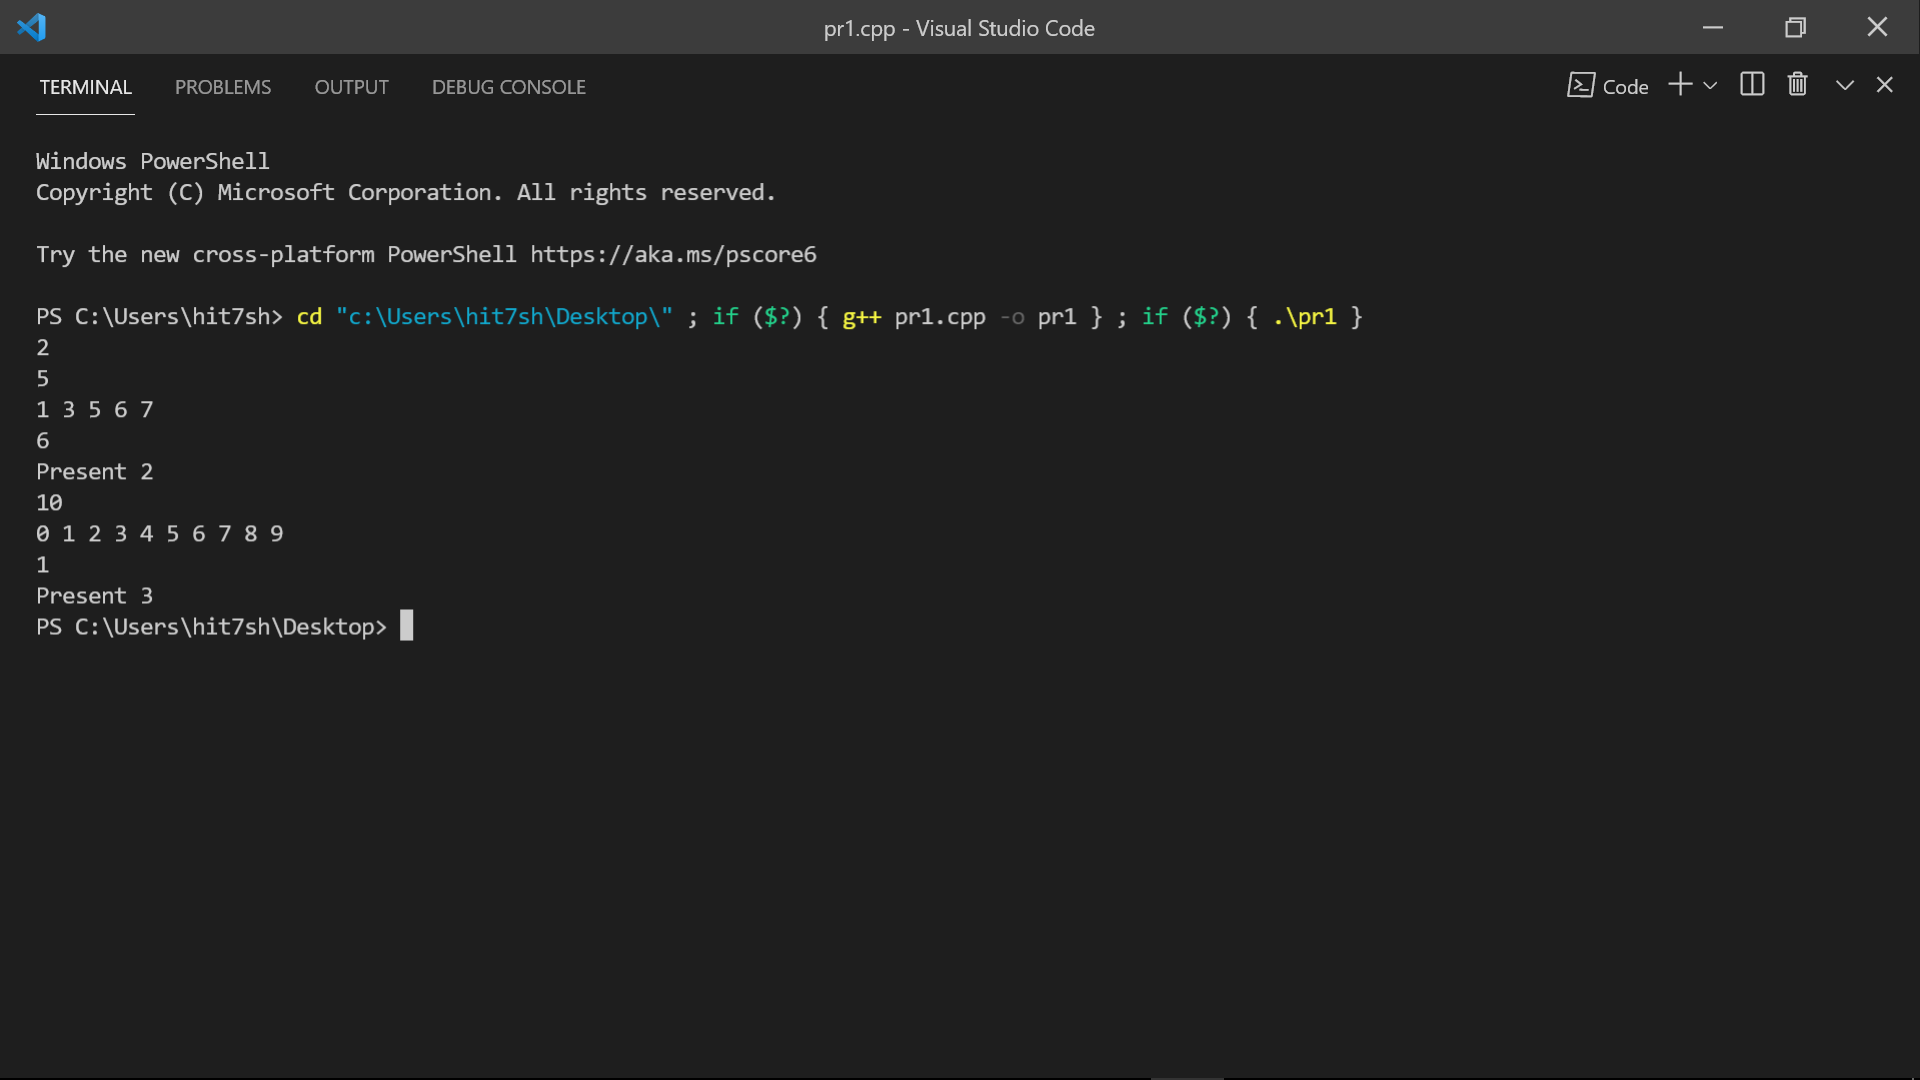 pr1.cpp - Visual Studio Code
TERMINAL PROBLEMS OUTPUT DEBUG CONSOLE Code
Windows PowerShell
Copyright (C) Microsoft Corporation. All rights reserved.
Try the new cross-platform PowerShell https://aka.ms/pscore6
PS C:\Users\hit7sh> cd "c:\Users\hit7sh\Desktop\" ; if ($?) { g++ pr1.cpp -o pr1 } ; if ($?) { .\pr1 }
2
5
1 3 5 6 7
6
Present 2
10
0 1 2 3 4 5 6 7 8 9
1
Present 3
PS C:\Users\hit7sh\Desktop>